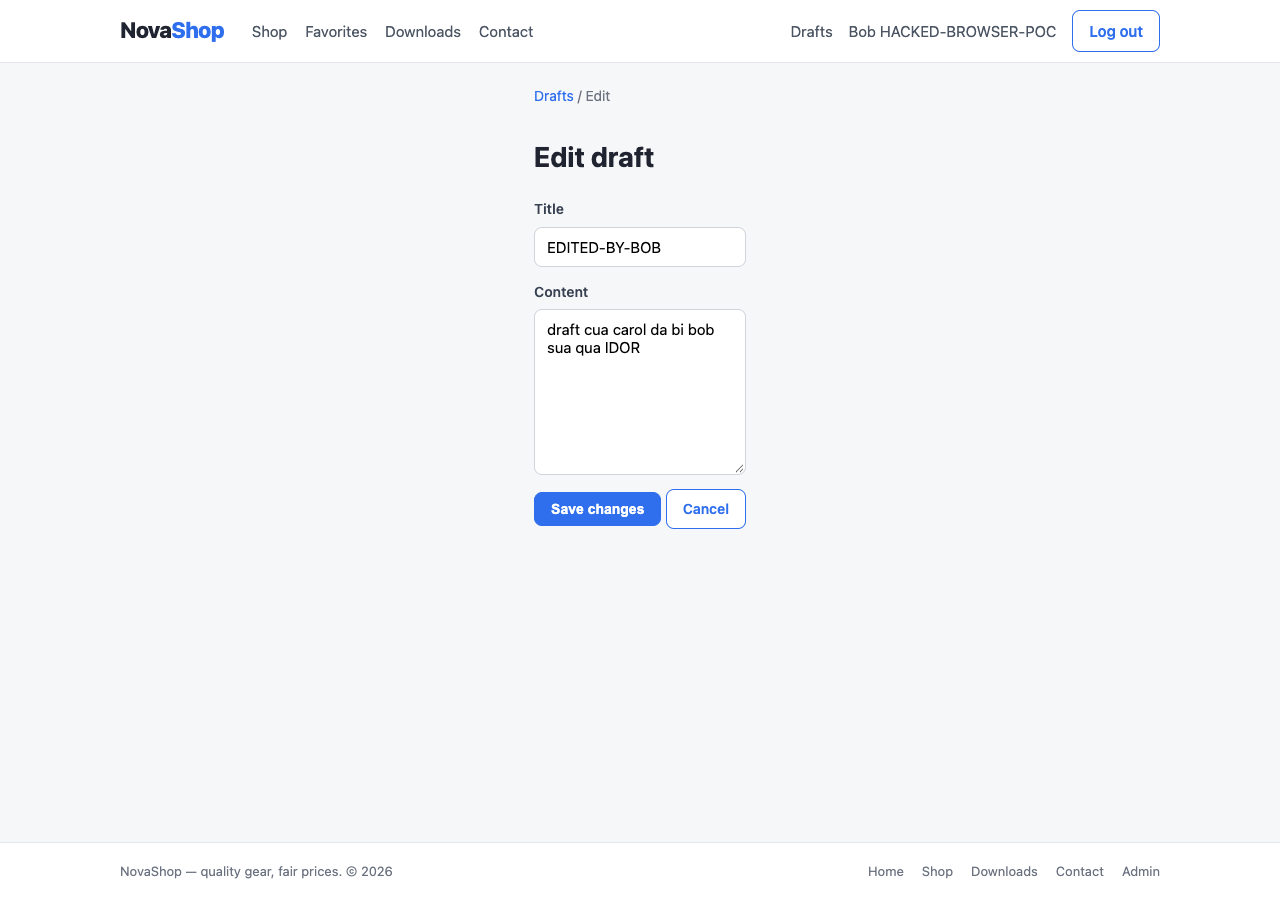 NovaShop Shop Favorites Downloads Contact Drafts Bob HACKED-BROWSER-POC Log out
Drafts / Edit
Edit draft
Title
EDITED-BY-BOB
Content
draft cua carol da bi bob
sua qua IDOR
Save changes Cancel
NovaShop — quality gear, fair prices. © 2026 Home Shop Downloads Contact Admin